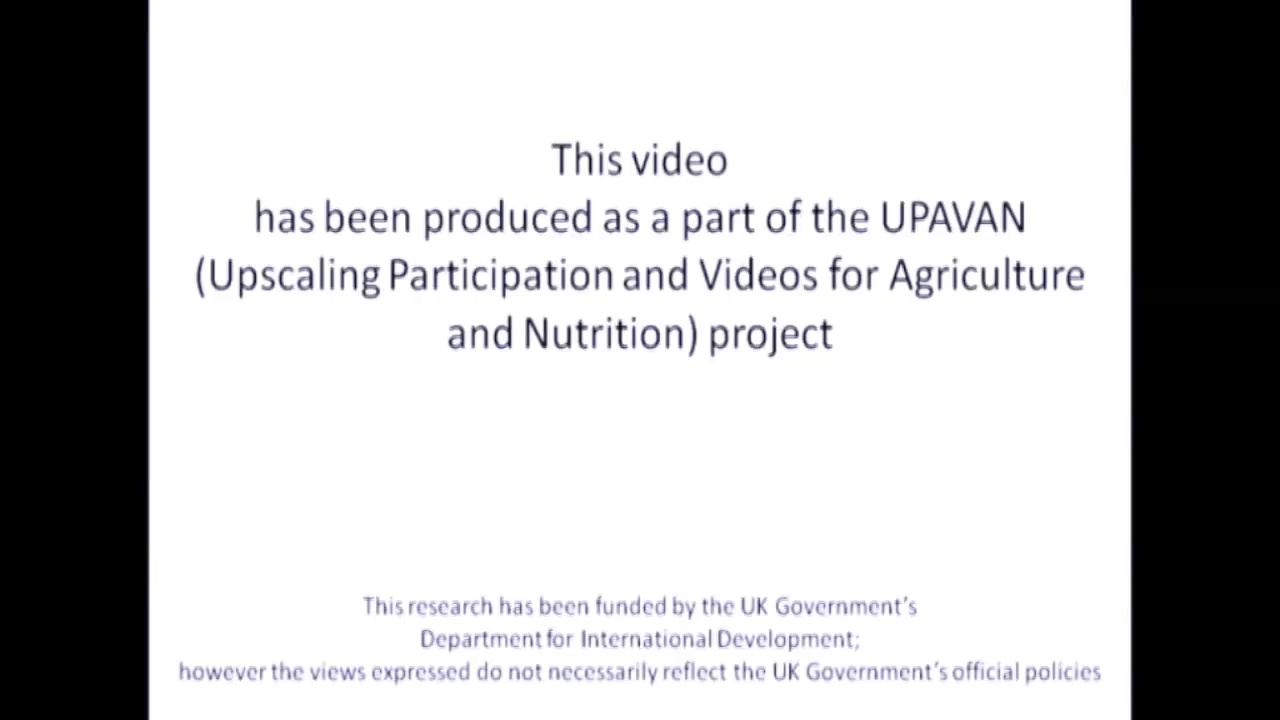 This video
has been produced as a part of the UPAVAN
(Upscaling Participation and Videos for Agriculture
and Nutrition) project
This research has been funded by the UK Government's
Department for International Development;
however the views expressed do not necessarily reflect the UK Government's official policies